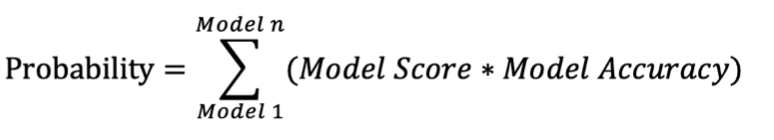 Model n
Probability = ∑ (Model Score * Model Accuracy)
Model 1